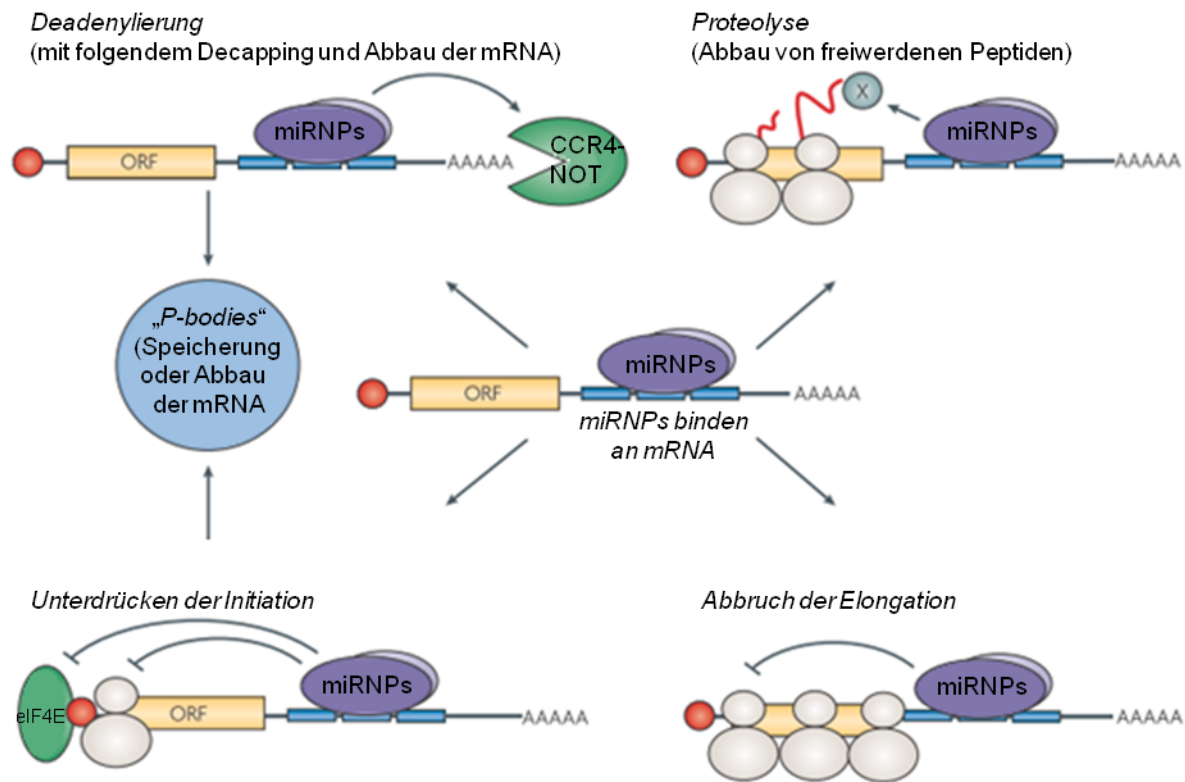 Deadenylierung
(mit folgendem Decapping und Abbau der mRNA)
miRNPs
ORF
AAAAA
CCR4-
NOT
Proteolyse
(Abbau von freiwerdenen Peptiden)
X
miRNPs
AAAAA
„P-bodies“
(Speicherung
oder Abbau
der mRNA
miRNPs
ORF
AAAAA
miRNPs binden
an mRNA
Unterdrücken der Initiation
miRNPs
eIF4E
ORF
AAAAA
Abbruch der Elongation
miRNPs
AAAAA